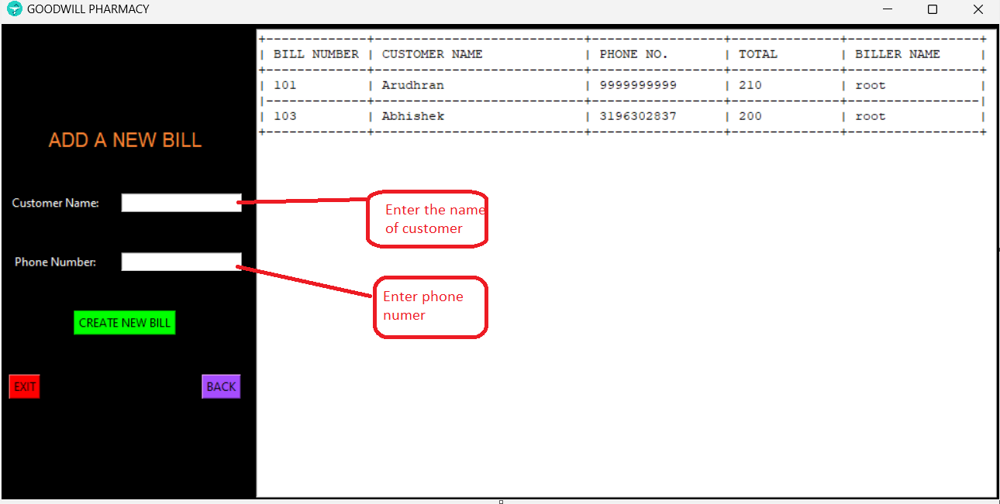 GOODWILL PHARMACY
ADD A NEW BILL
Customer Name:
Phone Number:
CREATE NEW BILL
EXIT
BACK
+-------------+---------------------------+-----------------+--------------+-----------------+
| BILL NUMBER | CUSTOMER NAME | PHONE NO. | TOTAL | BILLER NAME |
+-------------+---------------------------+-----------------+--------------+-----------------+
| 101 | Arudhran | 9999999999 | 210 | root |
|-------------+---------------------------+-----------------+--------------+-----------------|
| 103 | Abhishek | 3196302837 | 200 | root |
+-------------+---------------------------+-----------------+--------------+-----------------+
Enter the name
of customer
Enter phone
numer